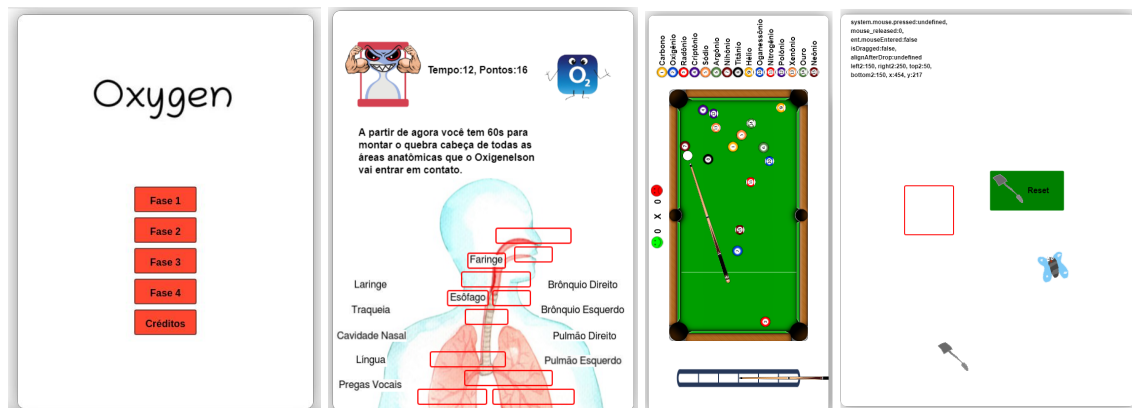 Oxygen
Fase 1
Fase 2
Fase 3
Fase 4
Créditos
Tempo:12, Pontos:16
O2
A partir de agora você tem 60s para
montar o quebra cabeça de todas as
áreas anatômicas que o Oxigenelson
vai entrar em contato.
Faringe
Esôfago
Laringe
Traqueia
Cavidade Nasal
Lingua
Pregas Vocais
Brônquio Direito
Brônquio Esquerdo
Pulmão Direito
Pulmão Esquerdo
Carbono
Oxigênio
Radônio
Criptônio
Sódio
Argônio
Nihônio
Titânio
Hélio
Oganessônio
Nitrogênio
Polônio
Xenônio
Ouro
Neônio
0 X 0
system.mouse.pressed:undefined,
mouse_released:0,
ent.mouseEntered:false
isDragged:false,
alignAfterDrop:undefined
left2:150, right2:250, top2:50,
bottom2:150, x:454, y:217
Reset